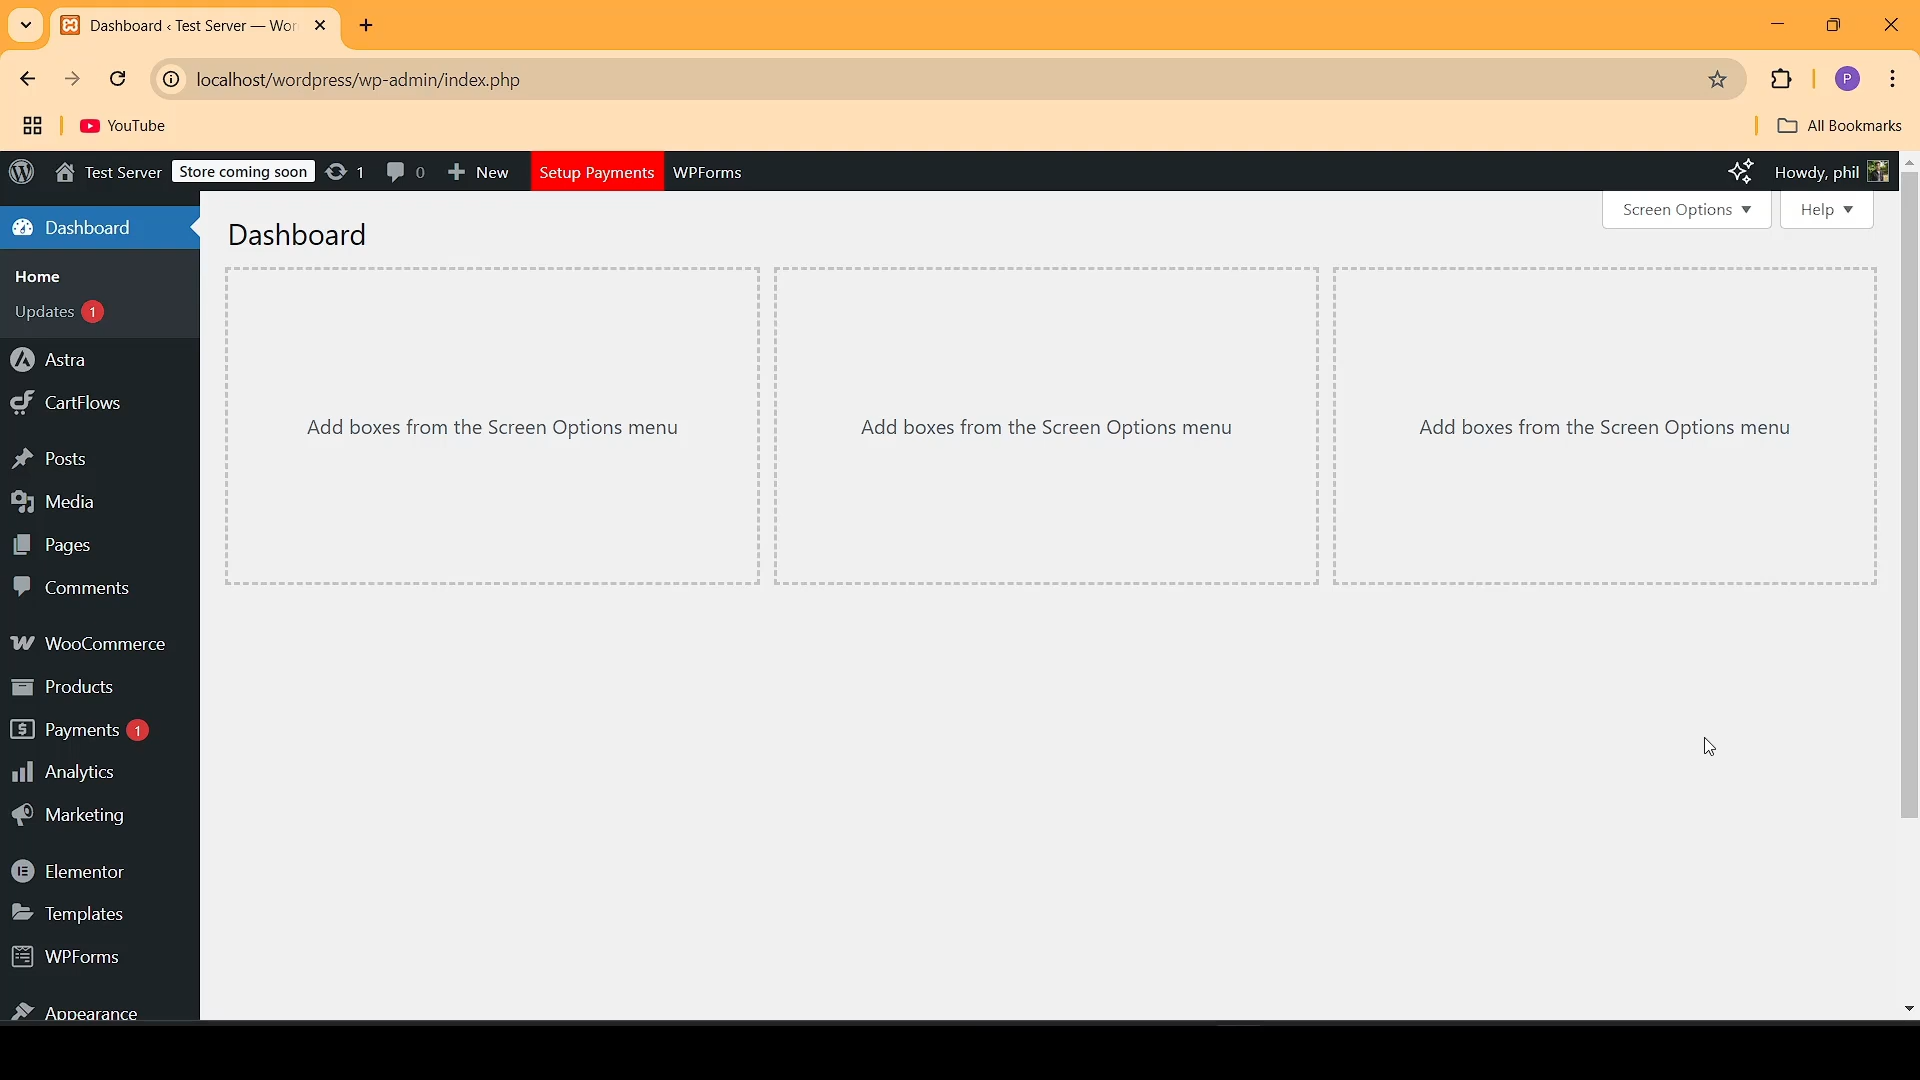 Dashboard ‹ Test Server — Wor
localhost/wordpress/wp-admin/index.php
P
YouTube
All Bookmarks
Test Server
Store coming soon
1
0
New
Setup Payments
WPForms
Howdy, phil
Dashboard
Home
Updates 1
Astra
CartFlows
Posts
Media
Pages
Comments
WooCommerce
Products
Payments 1
Analytics
Marketing
Elementor
Templates
WPForms
Appearance
Screen Options
Help
Dashboard
Add boxes from the Screen Options menu
Add boxes from the Screen Options menu
Add boxes from the Screen Options menu